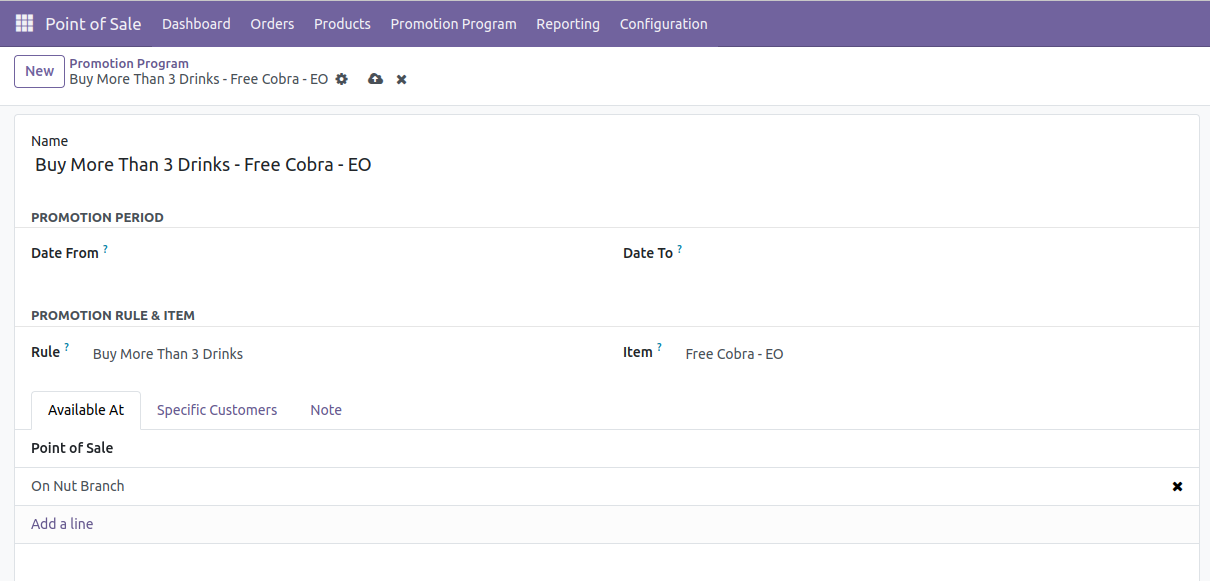 Point of Sale Dashboard Orders Products Promotion Program Reporting Configuration
New
Promotion Program
Buy More Than 3 Drinks - Free Cobra - EO
Name
Buy More Than 3 Drinks - Free Cobra - EO
PROMOTION PERIOD
Date From ? Date To ?
PROMOTION RULE & ITEM
Rule ? Buy More Than 3 Drinks Item ? Free Cobra - EO
Available At Specific Customers Note
Point of Sale
On Nut Branch
Add a line